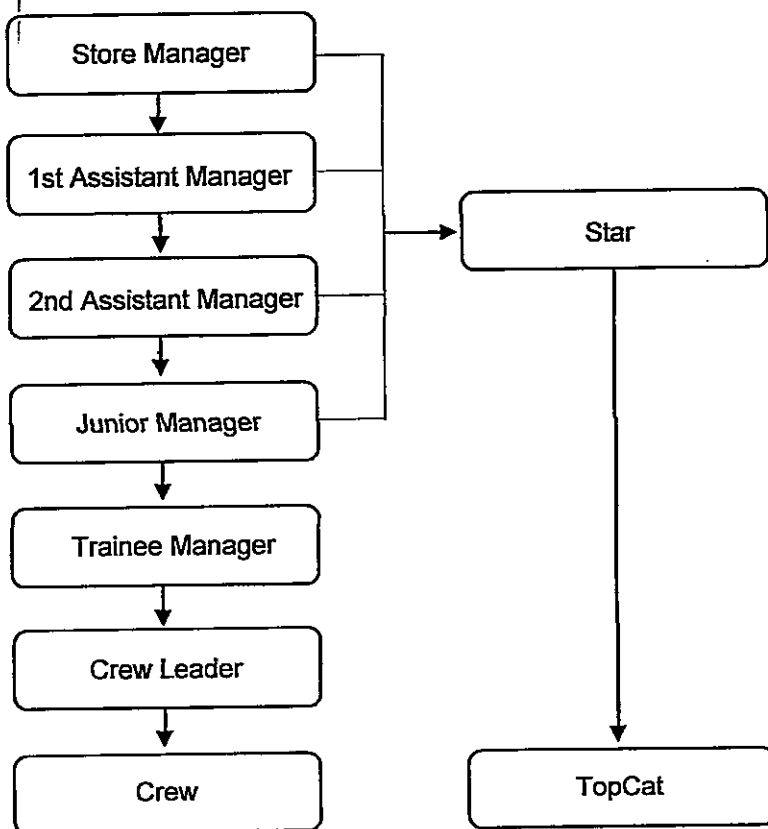 Store Manager
1st Assistant Manager
2nd Assistant Manager
Junior Manager
Trainee Manager
Crew Leader
Crew
Star
TopCat